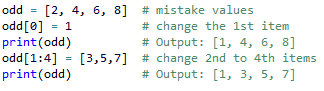 odd = [2, 4, 6, 8]  # mistake values
odd[0] = 1          # change the 1st item
print(odd)          # Output: [1, 4, 6, 8]
odd[1:4] = [3,5,7]  # change 2nd to 4th items
print(odd)          # Output: [1, 3, 5, 7]